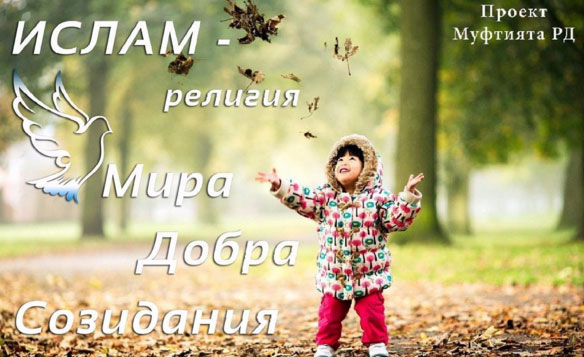 ИСЛАМ -
религия
Мира
Добра
Созидания
Проект
Муфтията РД